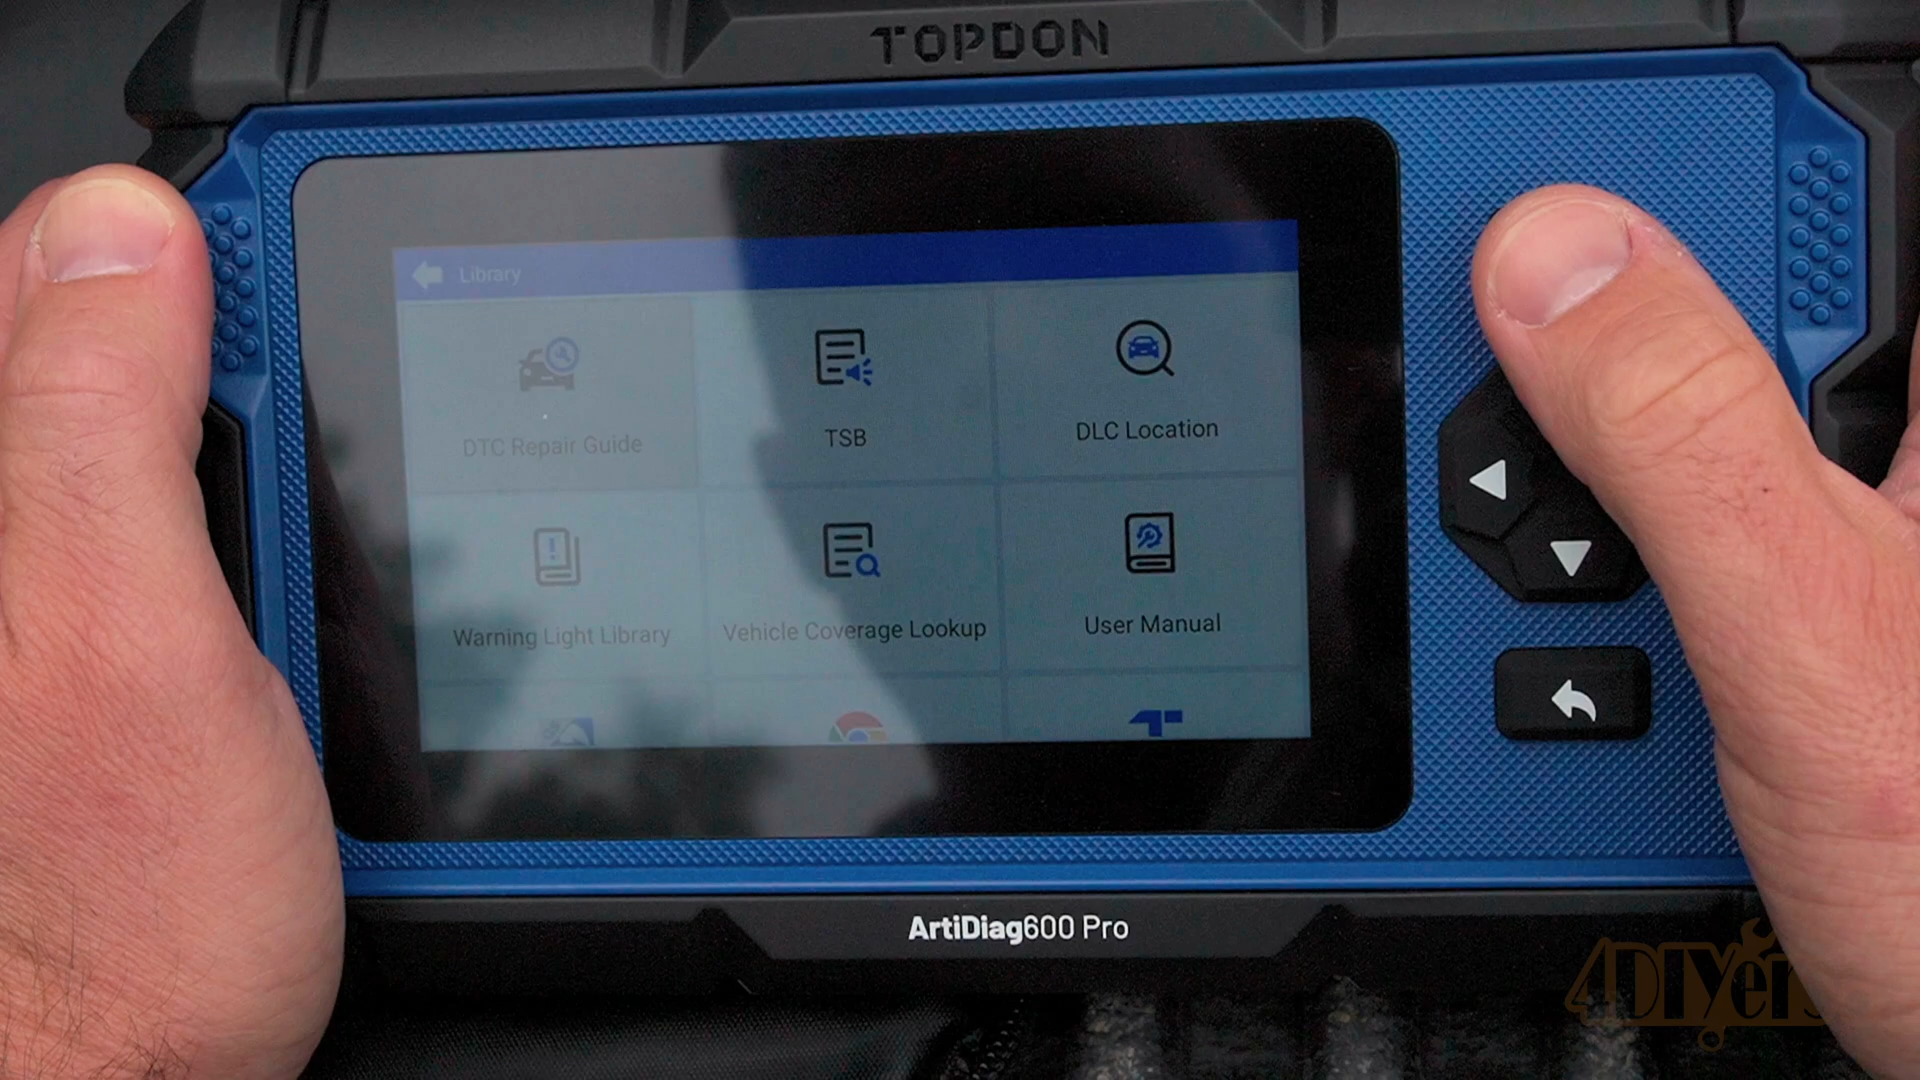 TOPDON
Library
DTC Repair Guide
TSB
DLC Location
Warning Light Library
Vehicle Coverage Lookup
User Manual
ArtiDiag600 Pro
4DIYers